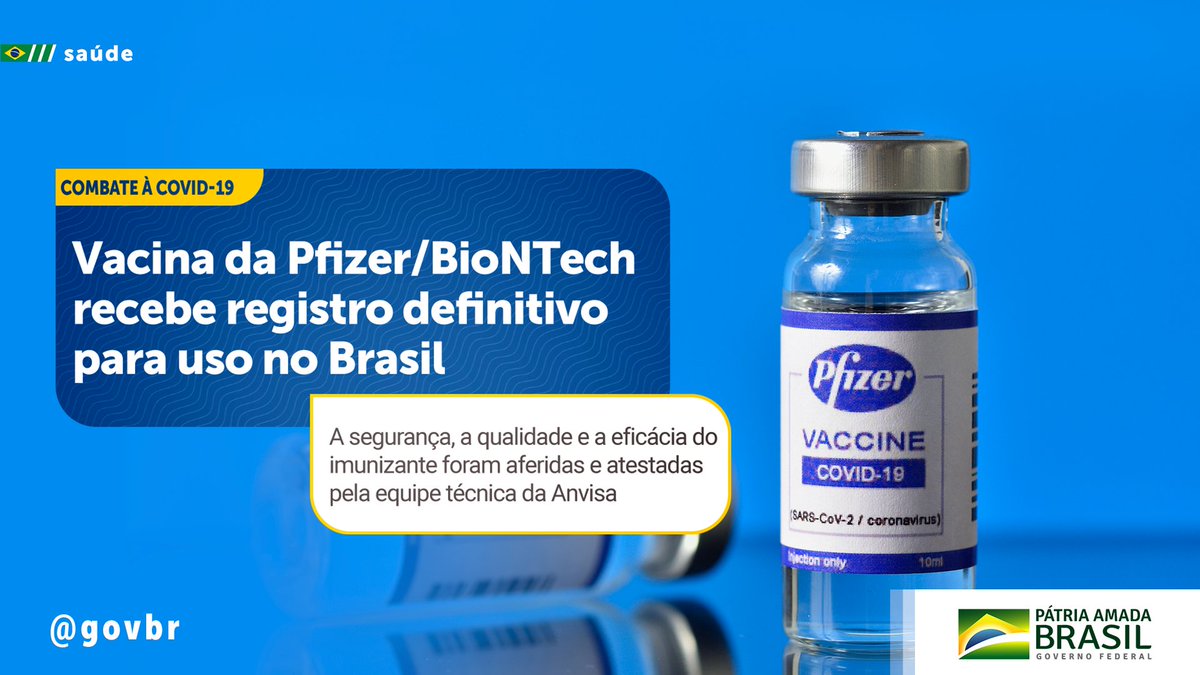 /// saúde
COMBATE À COVID-19
Vacina da Pfizer/BioNTech
recebe registro definitivo
para uso no Brasil
A segurança, a qualidade e a eficácia do
imunizante foram aferidas e atestadas
pela equipe técnica da Anvisa
Pfizer
VACCINE
COVID-19
(SARS-CoV-2 / coronavirus)
Injection only 10ml
@govbr
PÁTRIA AMADA
BRASIL
GOVERNO FEDERAL